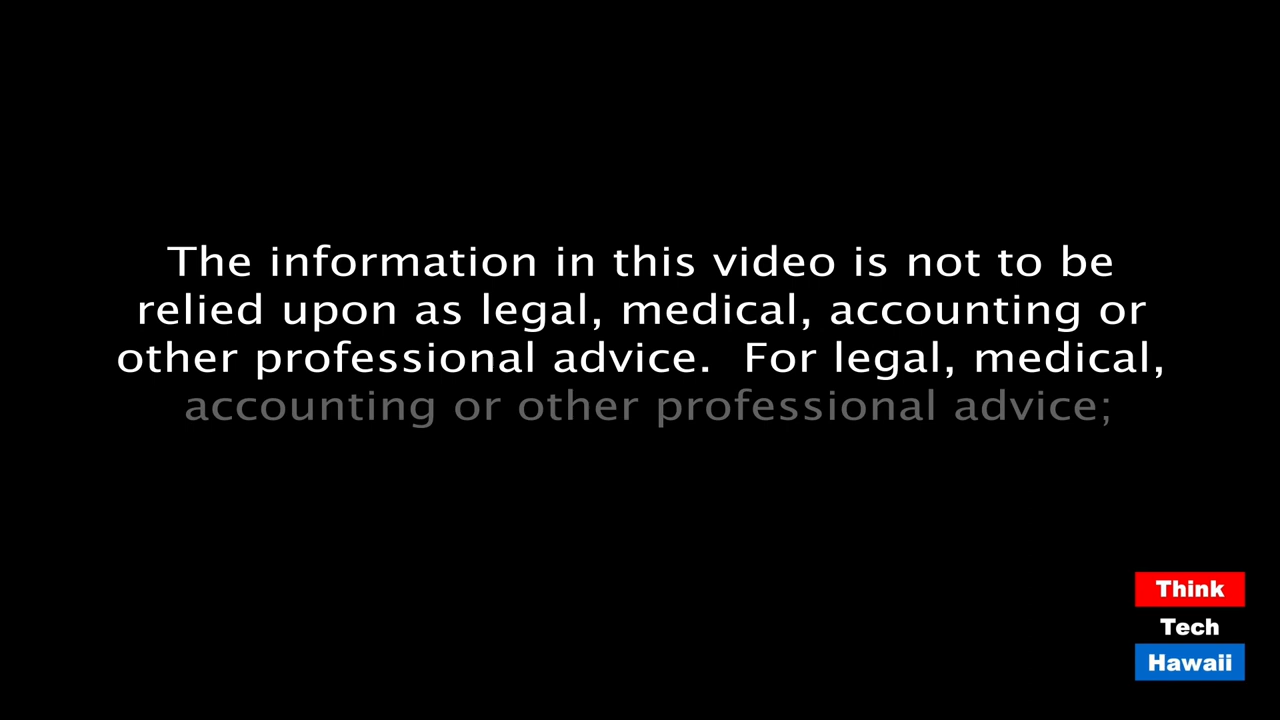 The information in this video is not to be
relied upon as legal, medical, accounting or
other professional advice.  For legal, medical,
accounting or other professional advice;
Think
Tech
Hawaii